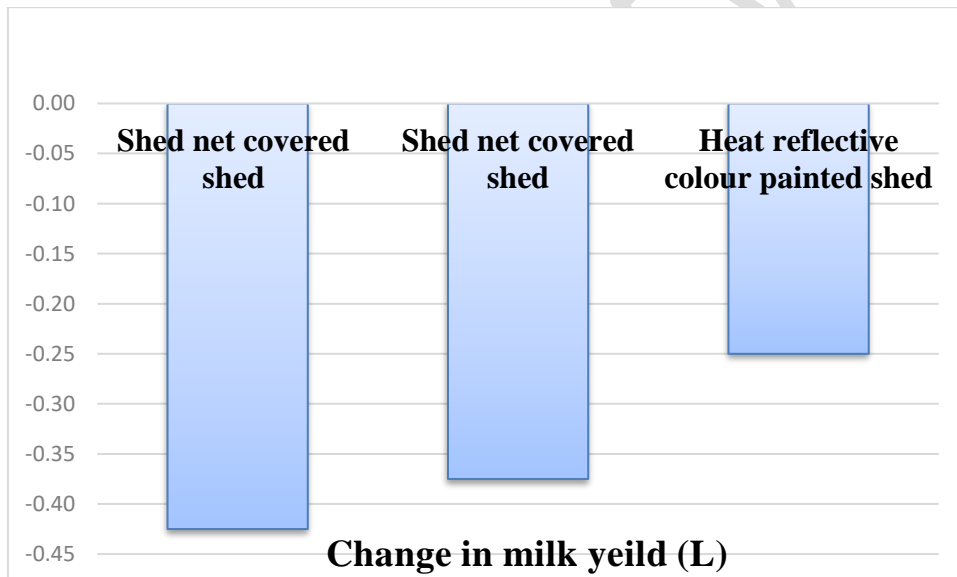 0.00
Shed net covered
shed
Shed net covered
shed
Heat reflective
colour painted shed
-0.05
-0.10
-0.15
-0.20
-0.25
-0.30
-0.35
-0.40
-0.45
Change in milk yeild (L)